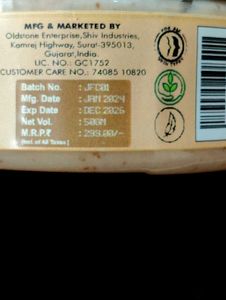 MFG & MARKETED BY
Oldstone Enterprise,Shiv Industries,
Kamrej Highway, Surat-395013,
Gujarat,India.
LIC. NO.: GC1752
CUSTOMER CARE NO.: 74085 10820
Batch No. : JFC01
Mfg. Date : JAN 2024
Exp Date : DEC 2026
Net Vol. : 50GM
M.R.P.₹ : 299.00/-
(Incl. of All Taxes)